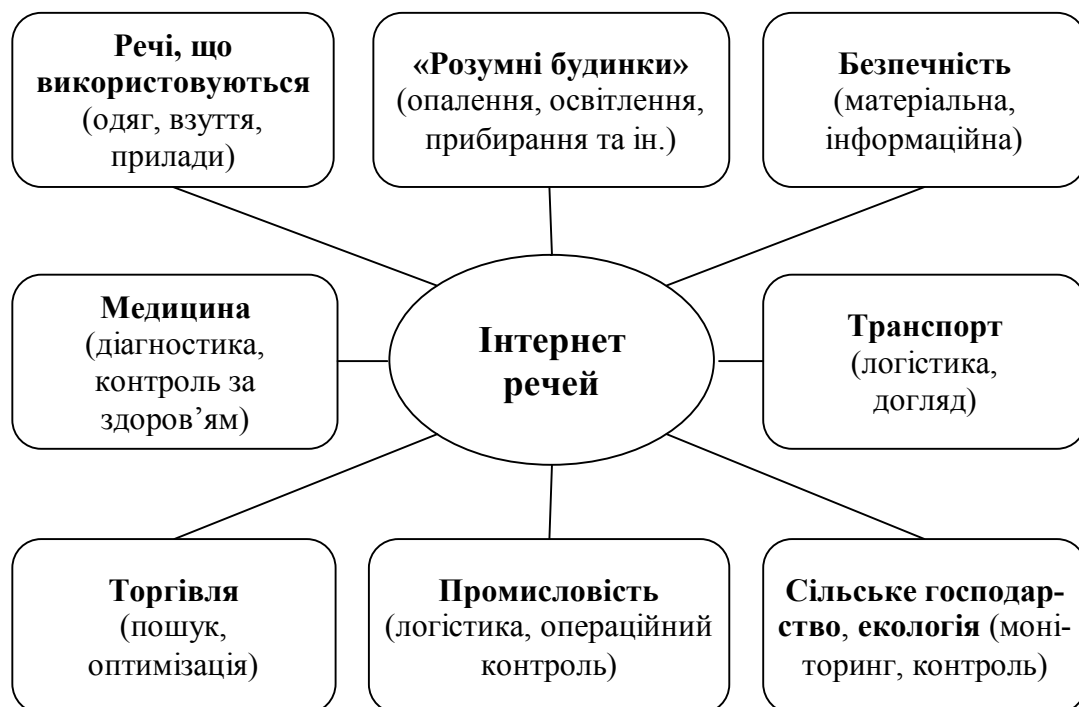 Речі, що
використовуються
(одяг, взуття,
прилади)
«Розумні будинки»
(опалення, освітлення,
прибирання та ін.)
Безпечність
(матеріальна,
інформаційна)
Медицина
(діагностика,
контроль за
здоров’ям)
Інтернет
речей
Транспорт
(логістика,
догляд)
Торгівля
(пошук,
оптимізація)
Промисловість
(логістика, операційний
контроль)
Сільське господар-
ство, екологія (моні-
торинг, контроль)